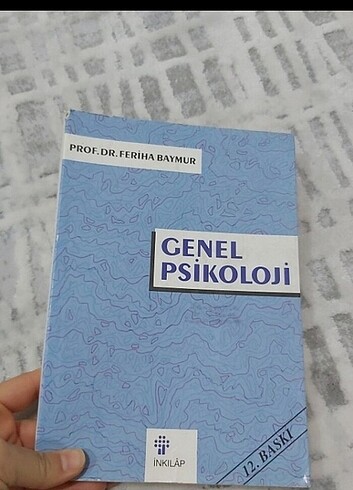 PROF. DR. FERİHA BAYMUR
GENEL
PSİKOLOJİ
12. BASKI
İNKILÂP